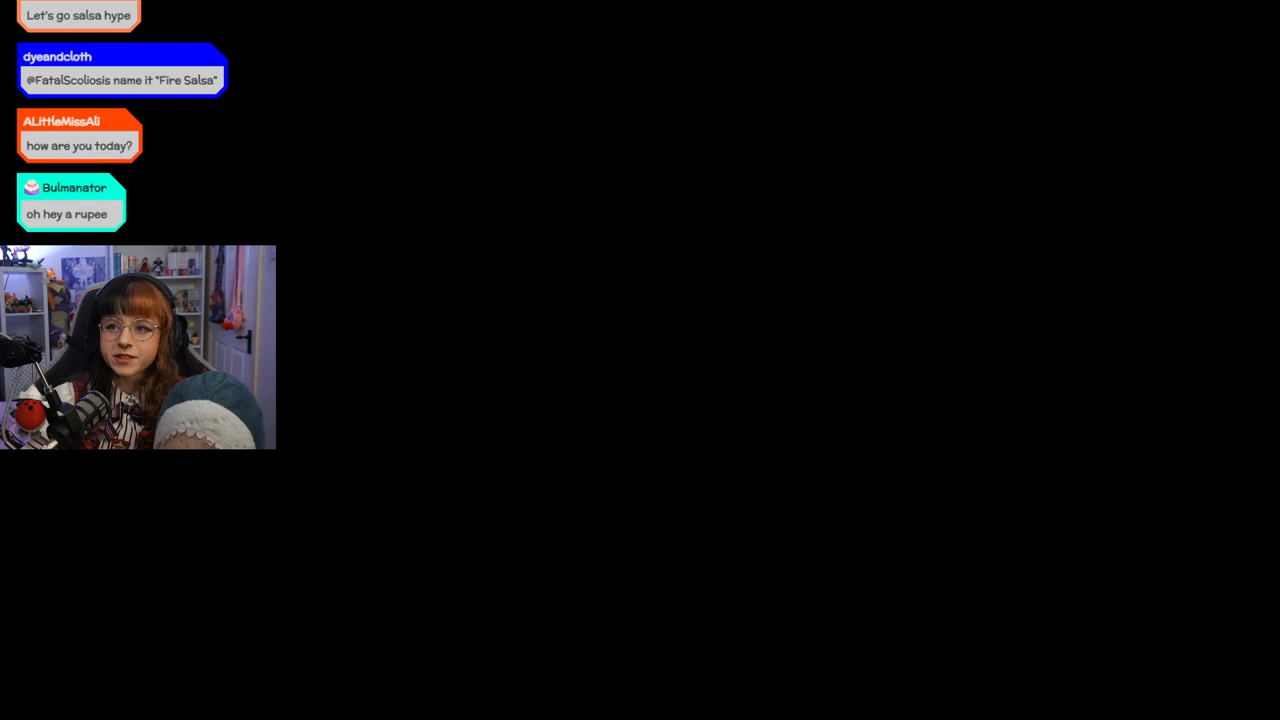 Let's go salsa hype
dyeandcloth
@FatalScoliosis name it "Fire Salsa"
ALittleMissAli
how are you today?
Bulmanator
oh hey a rupee